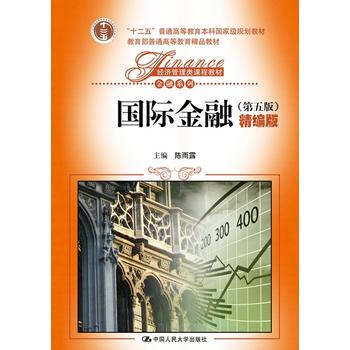 “十二五”普通高等教育本科国家级规划教材
教育部普通高等教育精品教材
Finance
经济管理类课程教材
金融系列
国际金融(第五版)
精编版
主编 陈雨露
200 300 400
中国人民大学出版社